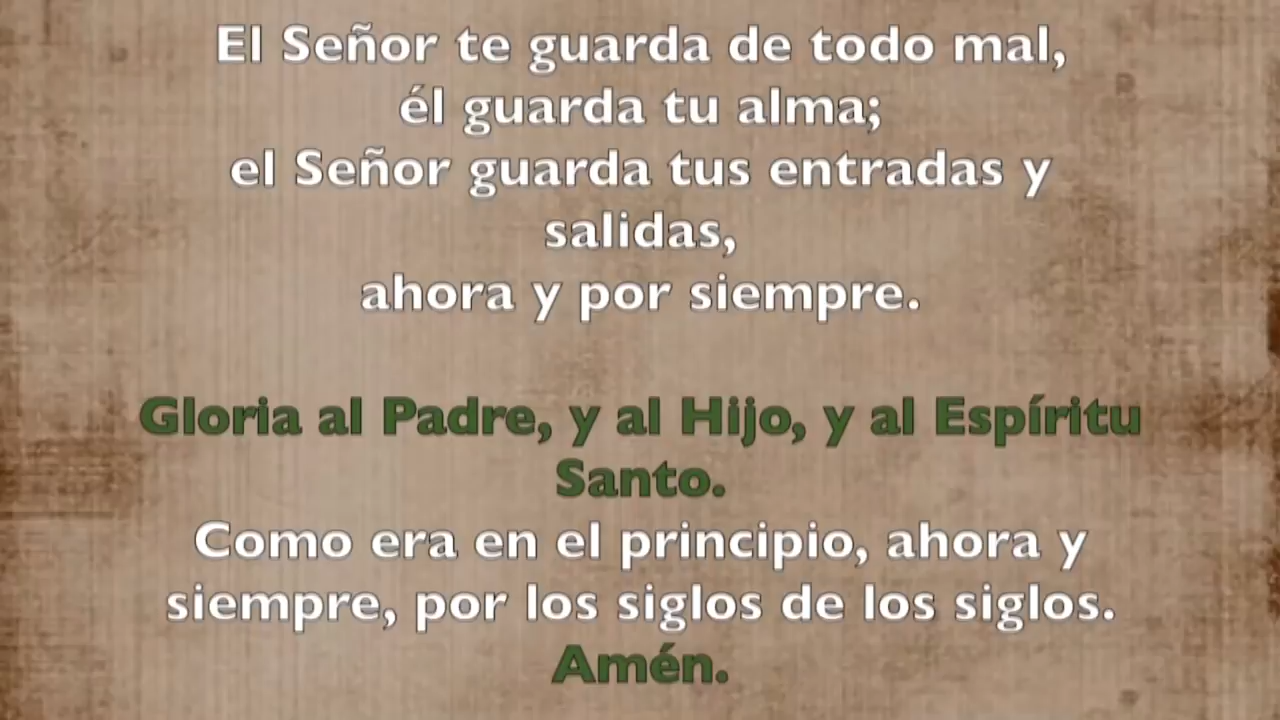 El Señor te guarda de todo mal,
él guarda tu alma;
el Señor guarda tus entradas y
salidas,
ahora y por siempre.
Gloria al Padre, y al Hijo, y al Espíritu
Santo.
Como era en el principio, ahora y
siempre, por los siglos de los siglos.
Amén.